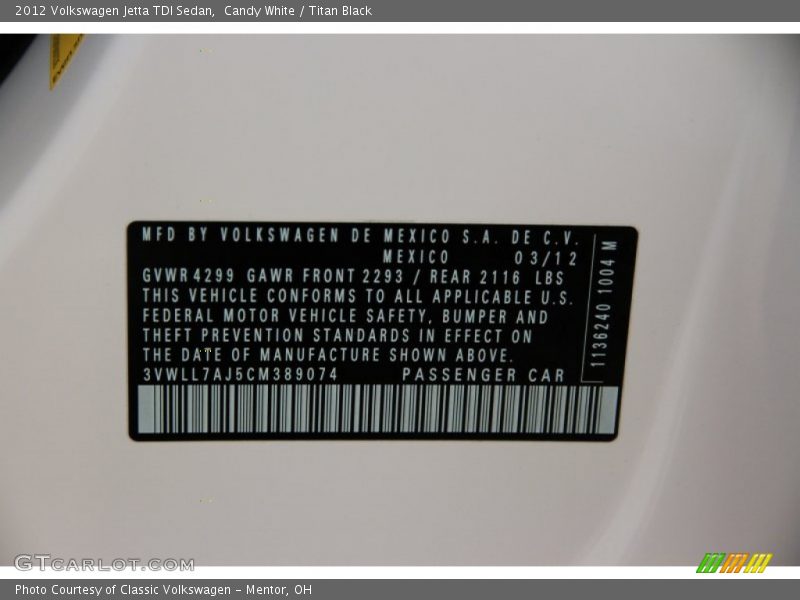 2012 Volkswagen Jetta TDI Sedan,  Candy White / Titan Black
MFD BY VOLKSWAGEN DE MEXICO S.A. DE C.V.
MEXICO 03/12
GVWR 4299 GAWR FRONT 2293 / REAR 2116 LBS
THIS VEHICLE CONFORMS TO ALL APPLICABLE U.S.
FEDERAL MOTOR VEHICLE SAFETY, BUMPER AND
THEFT PREVENTION STANDARDS IN EFFECT ON
THE DATE OF MANUFACTURE SHOWN ABOVE.
3VWLL7AJ5CM389074 PASSENGER CAR
1136240 1004 M
GTCARLOT.COM
Photo Courtesy of Classic Volkswagen - Mentor, OH